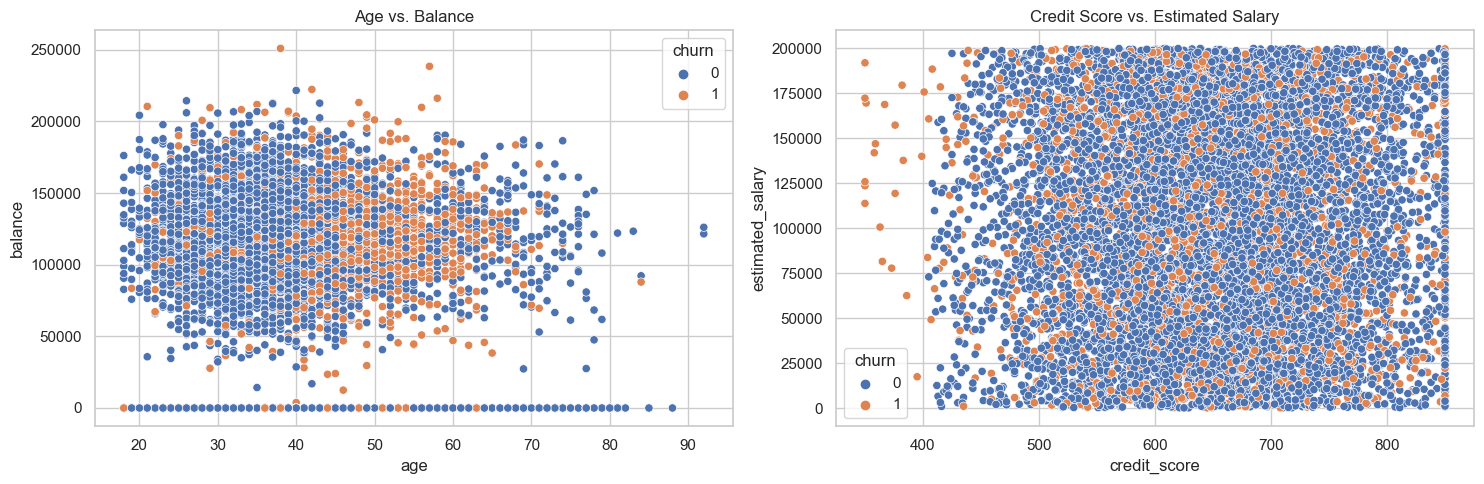 Age vs. Balance
250000
200000
150000
100000
50000
0
balance
20 30 40 50 60 70 80 90
age
churn
0
1
Credit Score vs. Estimated Salary
200000
175000
150000
125000
100000
75000
50000
25000
0
estimated_salary
churn
0
1
400 500 600 700 800
credit_score